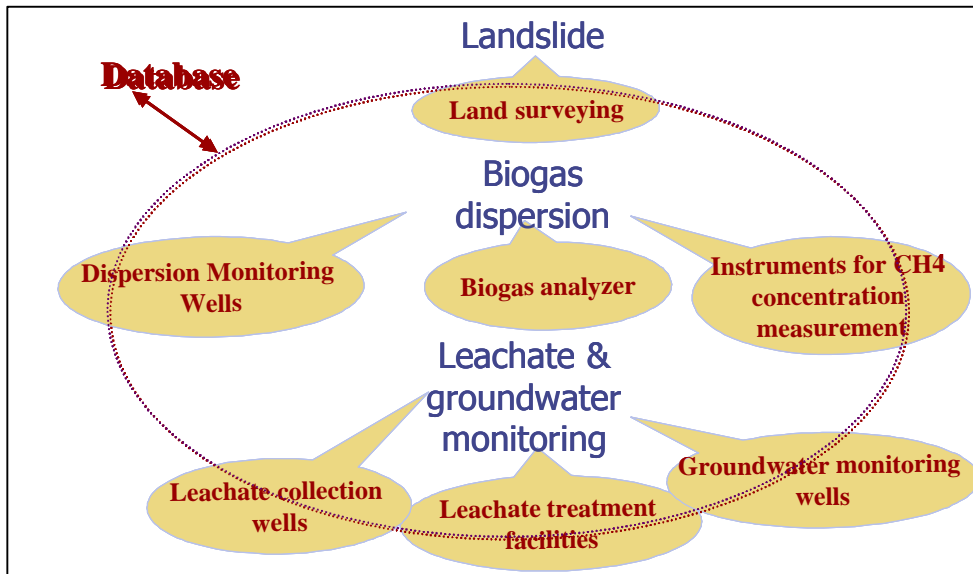 Landslide
Database
Land surveying
Biogas
dispersion
Dispersion Monitoring
Wells
Biogas analyzer
Instruments for CH4
concentration
measurement
Leachate &
groundwater
monitoring
Leachate collection
wells
Leachate treatment
facilities
Groundwater monitoring
wells